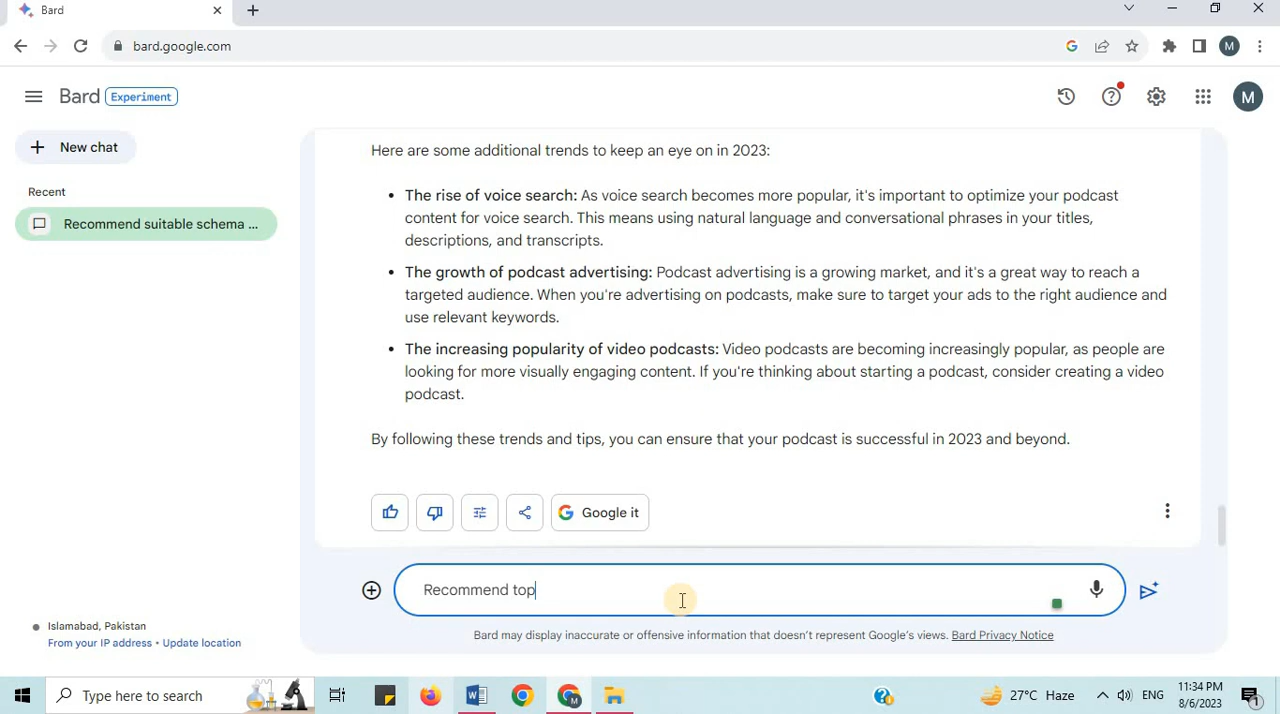 Bard
bard.google.com
M
Bard Experiment
M
New chat
Recent
Recommend suitable schema ...
Here are some additional trends to keep an eye on in 2023:
• The rise of voice search: As voice search becomes more popular, it's important to optimize your podcast
content for voice search. This means using natural language and conversational phrases in your titles,
descriptions, and transcripts.
• The growth of podcast advertising: Podcast advertising is a growing market, and it's a great way to reach a
targeted audience. When you're advertising on podcasts, make sure to target your ads to the right audience and
use relevant keywords.
• The increasing popularity of video podcasts: Video podcasts are becoming increasingly popular, as people are
looking for more visually engaging content. If you're thinking about starting a podcast, consider creating a video
podcast.
By following these trends and tips, you can ensure that your podcast is successful in 2023 and beyond.
Google it
Recommend top
Bard may display inaccurate or offensive information that doesn't represent Google's views. Bard Privacy Notice
Islamabad, Pakistan
From your IP address • Update location
Type here to search
27°C Haze
ENG
11:34 PM
8/6/2023
1